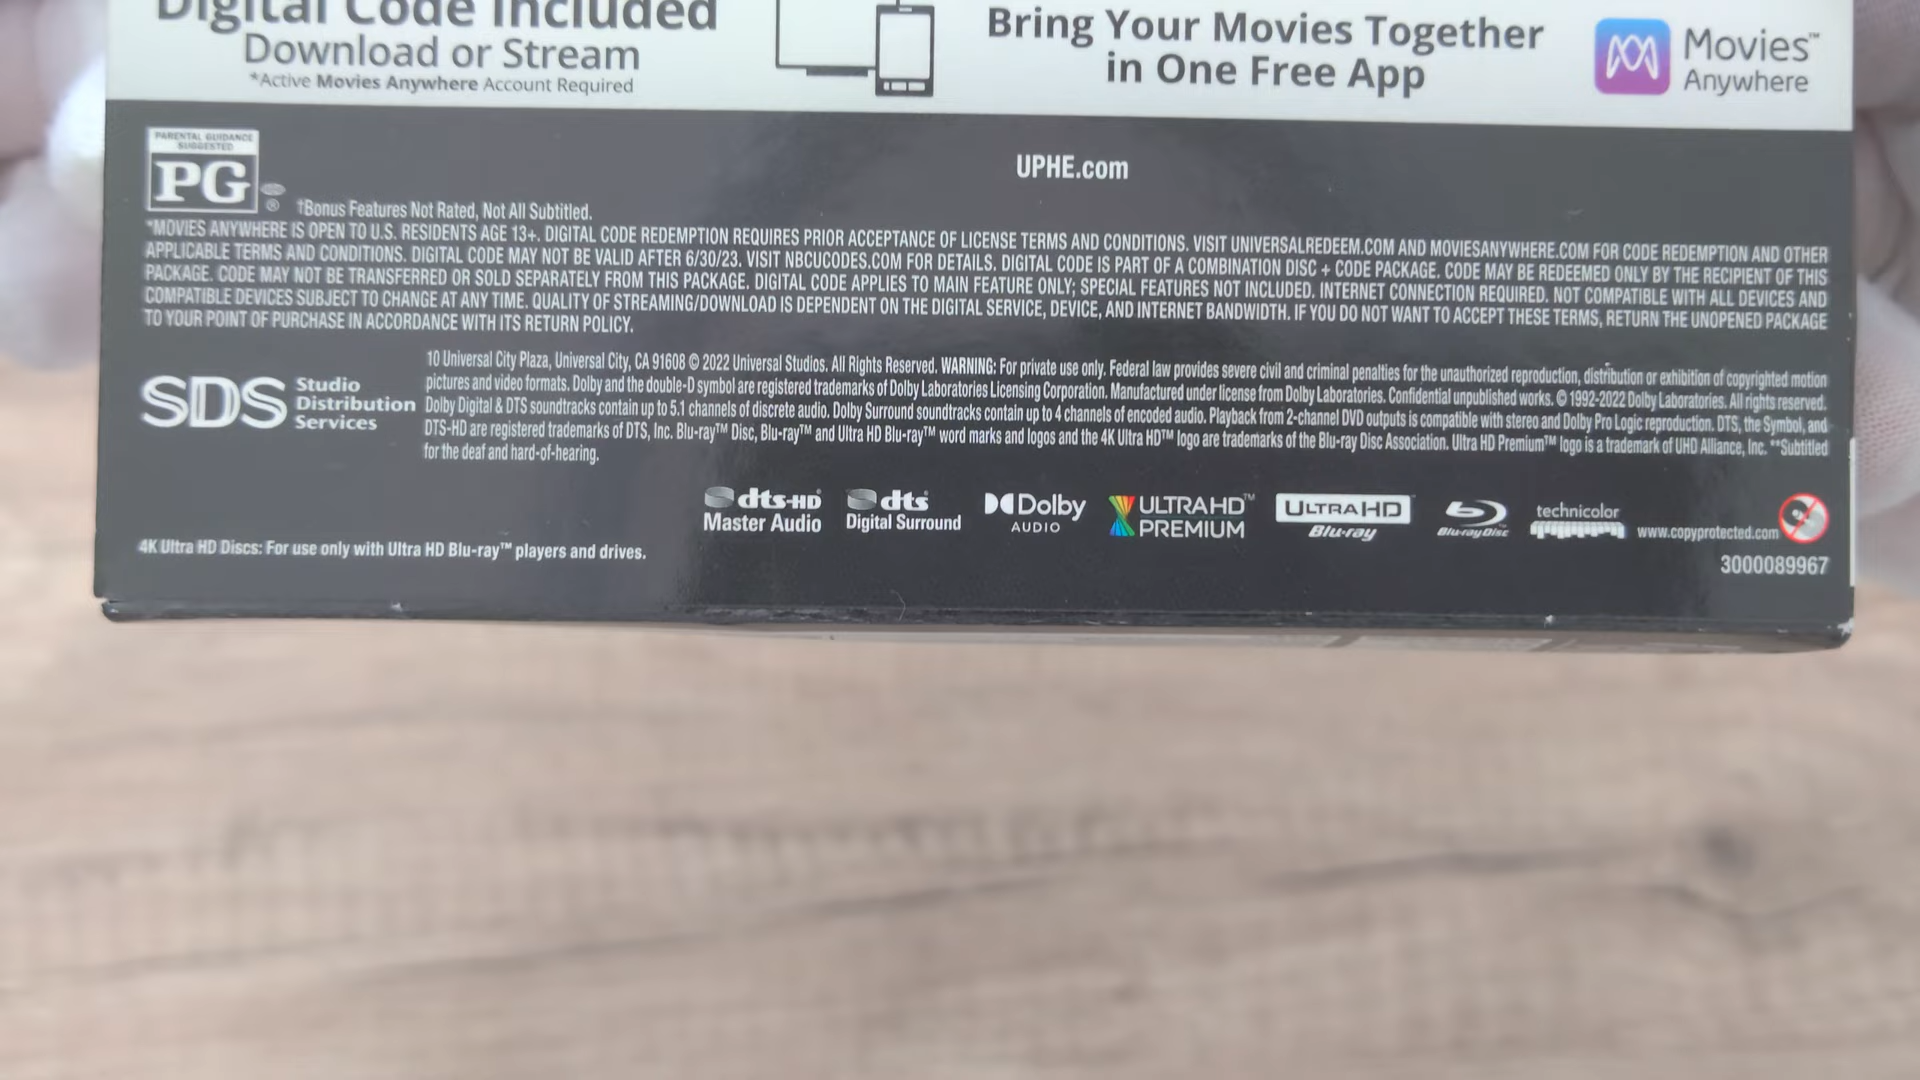 Digital Code Included
Download or Stream
*Active Movies Anywhere Account Required
Bring Your Movies Together
in One Free App
Movies™
Anywhere
PARENTAL GUIDANCE
SUGGESTED
PG
®
†Bonus Features Not Rated, Not All Subtitled.
UPHE.com
*MOVIES ANYWHERE IS OPEN TO U.S. RESIDENTS AGE 13+. DIGITAL CODE REDEMPTION REQUIRES PRIOR ACCEPTANCE OF LICENSE TERMS AND CONDITIONS. VISIT UNIVERSALREDEEM.COM AND MOVIESANYWHERE.COM FOR CODE REDEMPTION AND OTHER
APPLICABLE TERMS AND CONDITIONS. DIGITAL CODE MAY NOT BE VALID AFTER 6/30/23. VISIT NBCUCODES.COM FOR DETAILS. DIGITAL CODE IS PART OF A COMBINATION DISC + CODE PACKAGE. CODE MAY BE REDEEMED ONLY BY THE RECIPIENT OF THIS
PACKAGE. CODE MAY NOT BE TRANSFERRED OR SOLD SEPARATELY FROM THIS PACKAGE. DIGITAL CODE APPLIES TO MAIN FEATURE ONLY; SPECIAL FEATURES NOT INCLUDED. INTERNET CONNECTION REQUIRED. NOT COMPATIBLE WITH ALL DEVICES AND
COMPATIBLE DEVICES SUBJECT TO CHANGE AT ANY TIME. QUALITY OF STREAMING/DOWNLOAD IS DEPENDENT ON THE DIGITAL SERVICE, DEVICE, AND INTERNET BANDWIDTH. IF YOU DO NOT WANT TO ACCEPT THESE TERMS, RETURN THE UNOPENED PACKAGE
TO YOUR POINT OF PURCHASE IN ACCORDANCE WITH ITS RETURN POLICY.
SDS Studio
Distribution
Services
10 Universal City Plaza, Universal City, CA 91608 © 2022 Universal Studios. All Rights Reserved. WARNING: For private use only. Federal law provides severe civil and criminal penalties for the unauthorized reproduction, distribution or exhibition of copyrighted motion
pictures and video formats. Dolby and the double-D symbol are registered trademarks of Dolby Laboratories Licensing Corporation. Manufactured under license from Dolby Laboratories. Confidential unpublished works. © 1992-2022 Dolby Laboratories. All rights reserved.
Dolby Digital & DTS soundtracks contain up to 5.1 channels of discrete audio. Dolby Surround soundtracks contain up to 4 channels of encoded audio. Playback from 2-channel DVD outputs is compatible with stereo and Dolby Pro Logic reproduction. DTS, the Symbol, and
DTS-HD are registered trademarks of DTS, Inc. Blu-ray™ Disc, Blu-ray™ and Ultra HD Blu-ray™ word marks and logos and the 4K Ultra HD™ logo are trademarks of the Blu-ray Disc Association. Ultra HD Premium™ logo is a trademark of UHD Alliance, Inc. **Subtitled
for the deaf and hard-of-hearing.
dts-HD®
Master Audio
dts®
Digital Surround
Dolby
AUDIO
ULTRA HD™
PREMIUM
ULTRA HD™
Blu-ray
Blu-ray Disc
technicolor
www.copyprotected.com
4K Ultra HD Discs: For use only with Ultra HD Blu-ray™ players and drives.
3000089967